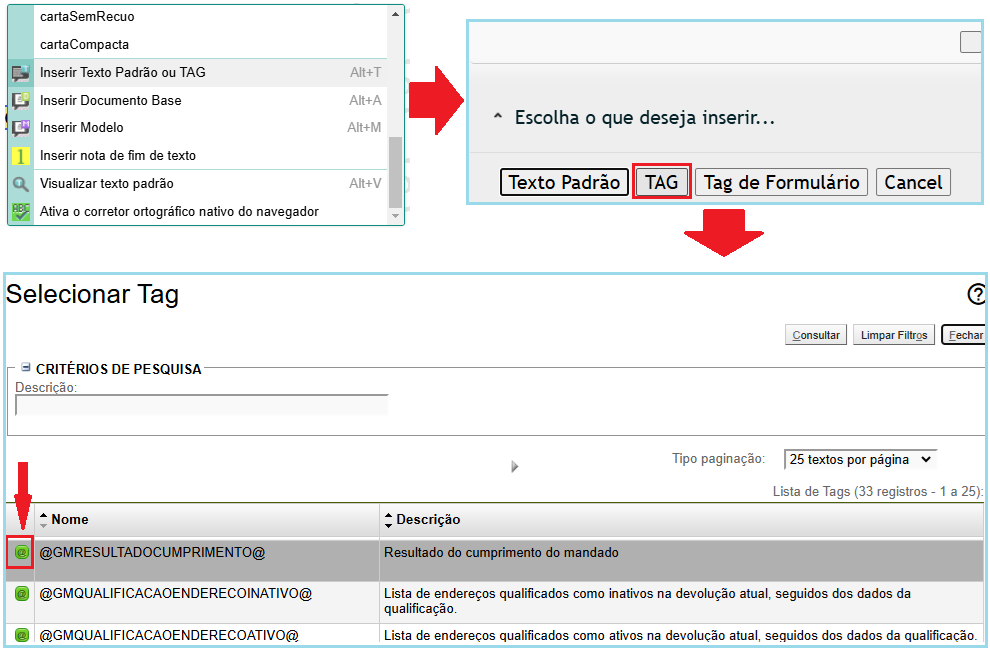 cartaSemRecuo
cartaCompacta
Inserir Texto Padrão ou TAG Alt+T
Inserir Documento Base Alt+A
Inserir Modelo Alt+M
1 Inserir nota de fim de texto
Visualizar texto padrão Alt+V
ABC Ativa o corretor ortográfico nativo do navegador
Escolha o que deseja inserir...
Texto Padrão TAG Tag de Formulário Cancel
Selecionar Tag ?
Consultar Limpar Filtros Fechar
CRITÉRIOS DE PESQUISA
Descrição:
Tipo paginação: 25 textos por página
Lista de Tags (33 registros - 1 a 25):
Nome Descrição
@ @GMRESULTADOCUMPRIMENTO@ Resultado do cumprimento do mandado
@ @GMQUALIFICACAOENDERECOINATIVO@ Lista de endereços qualificados como inativos na devolução atual, seguidos dos dados da
qualificação.
@ @GMQUALIFICACAOENDERECOATIVO@ Lista de endereços qualificados como ativos na devolução atual, seguidos dos dados da qualificação.